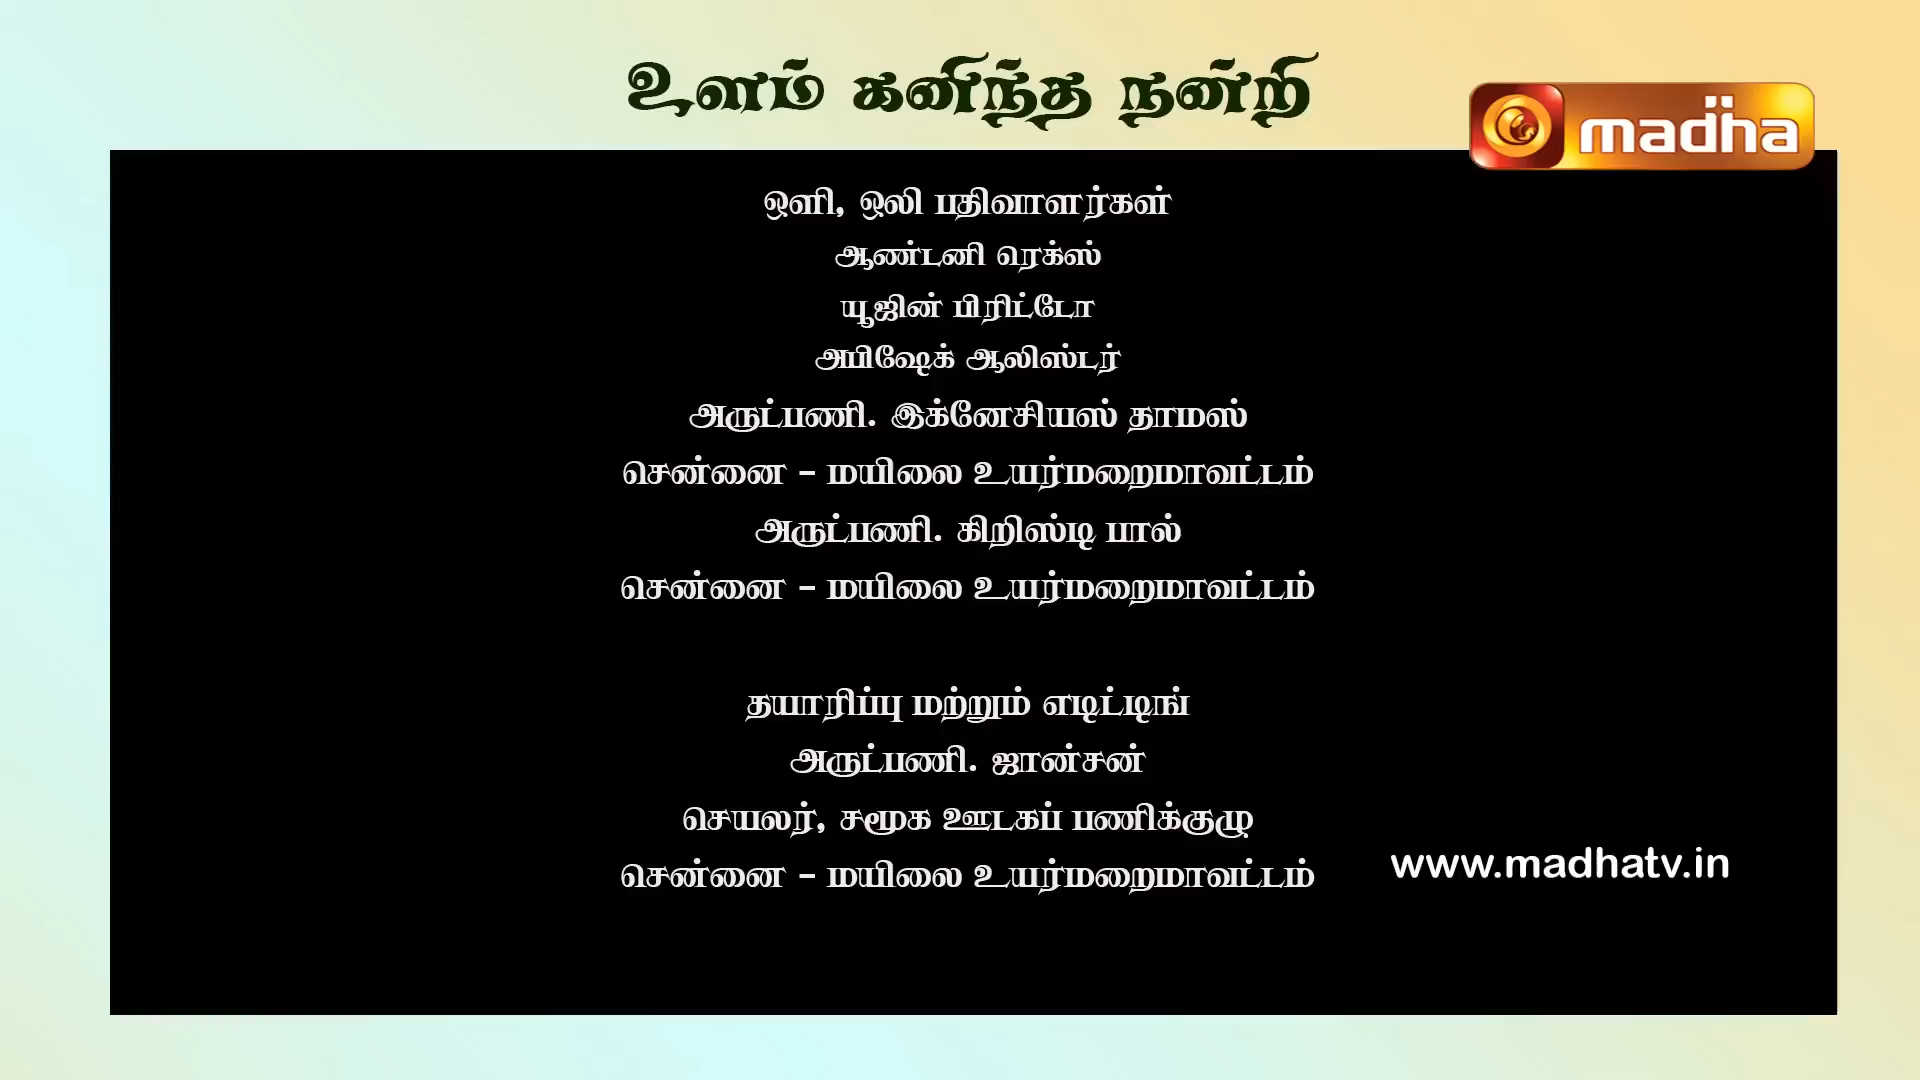 உளம் கனிந்த நன்றி
madha
ஒளி, ஒலி பதிவாளர்கள்
ஆண்டனி ரெக்ஸ்
யூஜின் பிரிட்டோ
அபிஷேக் ஆலிஸ்டர்
அருட்பணி. இக்னேசியஸ் தாமஸ்
சென்னை - மயிலை உயர்மறைமாவட்டம்
அருட்பணி. கிறிஸ்டி பால்
சென்னை - மயிலை உயர்மறைமாவட்டம்
தயாரிப்பு மற்றும் எடிட்டிங்
அருட்பணி. ஜான்சன்
செயலர், சமூக ஊடகப் பணிக்குழு
சென்னை - மயிலை உயர்மறைமாவட்டம்
www.madhatv.in